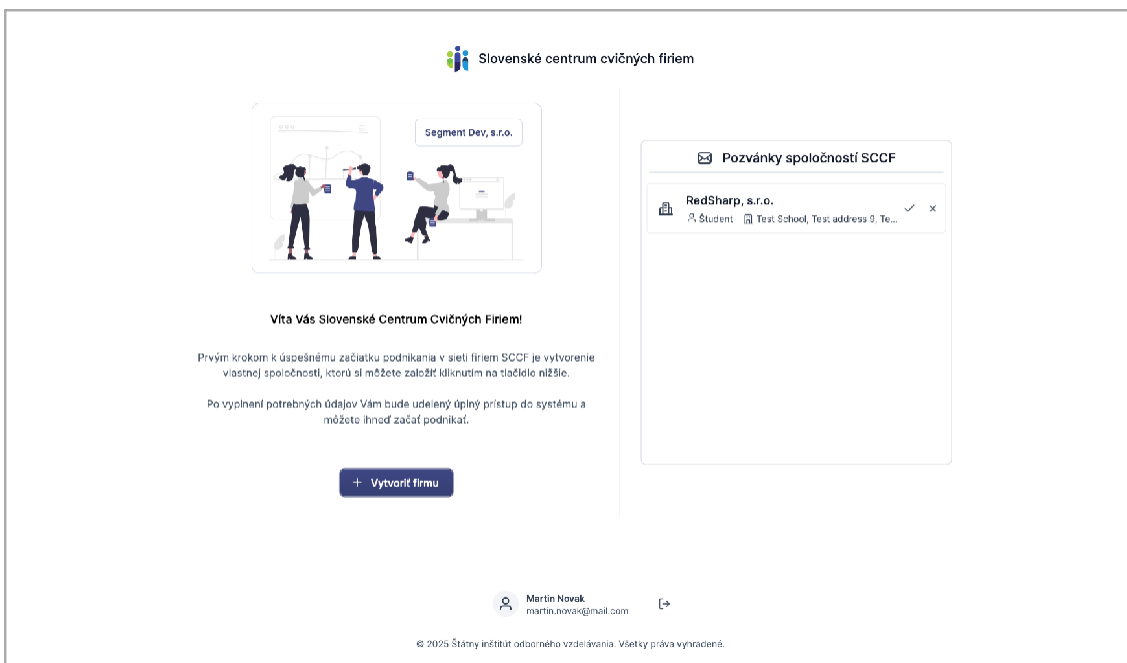 Slovenské centrum cvičných firiem
Segment Dev, s.r.o.
Víta Vás Slovenské Centrum Cvičných Firiem!
Prvým krokom k úspešnému začiatku podnikania v sieti firiem SCCF je vytvorenie
vlastnej spoločnosti, ktorú si môžete založiť kliknutím na tlačidlo nižšie.
Po vyplnení potrebných údajov Vám bude udelený úplný prístup do systému a
môžete ihneď začať podnikať.
Vytvoriť firmu
Pozvánky spoločností SCCF
RedSharp, s.r.o.
Študent Test School, Test address 9, Te...
Martin Novak
martin.novak@mail.com
© 2025 Štátny inštitút odborného vzdelávania. Všetky práva vyhradené.